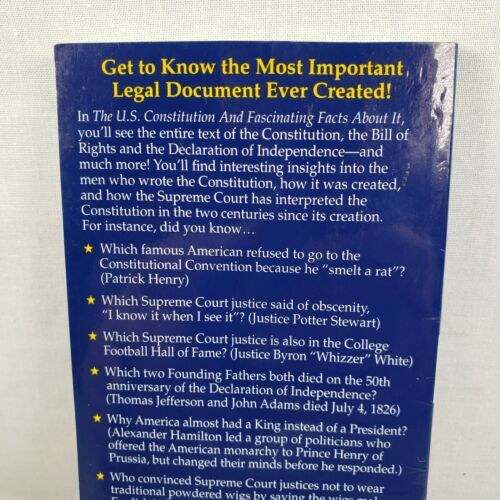 Get to Know the Most Important
Legal Document Ever Created!
In The U.S. Constitution And Fascinating Facts About It,
you'll see the entire text of the Constitution, the Bill of
Rights and the Declaration of Independence—and
much more! You'll find interesting insights into the
men who wrote the Constitution, how it was created,
and how the Supreme Court has interpreted the
Constitution in the two centuries since its creation.
For instance, did you know…
★ Which famous American refused to go to the
Constitutional Convention because he "smelt a rat"?
(Patrick Henry)
★ Which Supreme Court justice said of obscenity,
"I know it when I see it"? (Justice Potter Stewart)
★ Which Supreme Court justice is also in the College
Football Hall of Fame? (Justice Byron "Whizzer" White)
★ Which two Founding Fathers both died on the 50th
anniversary of the Declaration of Independence?
(Thomas Jefferson and John Adams died July 4, 1826)
★ Why America almost had a King instead of a President?
(Alexander Hamilton led a group of politicians who
offered the American monarchy to Prince Henry of
Prussia, but changed their minds before he responded.)
★ Who convinced Supreme Court justices not to wear
traditional powdered wigs by saying the wigs